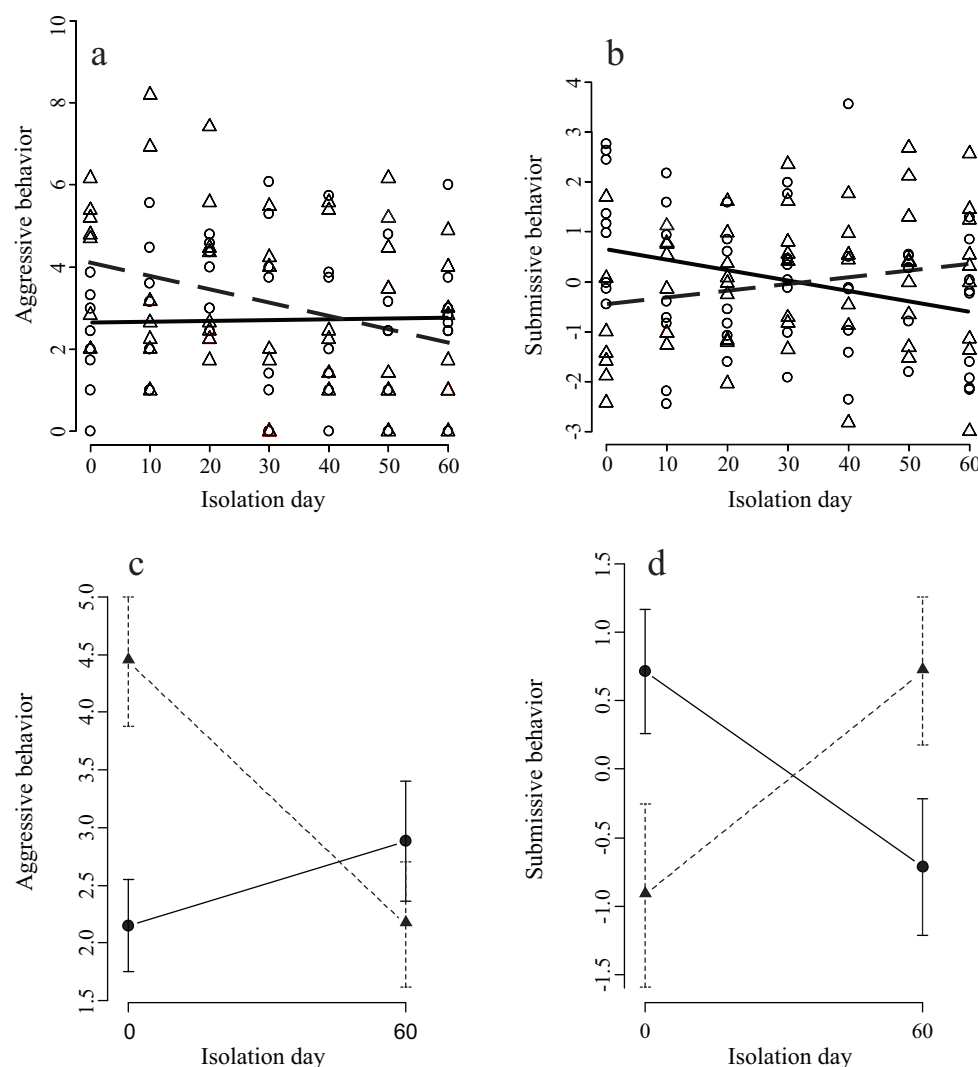 a
Aggressive behavior
0 2 4 6 8 10
0 10 20 30 40 50 60
Isolation day
b
Submissive behavior
-3 -2 -1 0 1 2 3 4
0 10 20 30 40 50 60
Isolation day
c
Aggressive behavior
1.5 2.0 2.5 3.0 3.5 4.0 4.5 5.0
0 60
Isolation day
d
Submissive behavior
-1.5 -1.0 -0.5 0.0 0.5 1.0 1.5
0 60
Isolation day